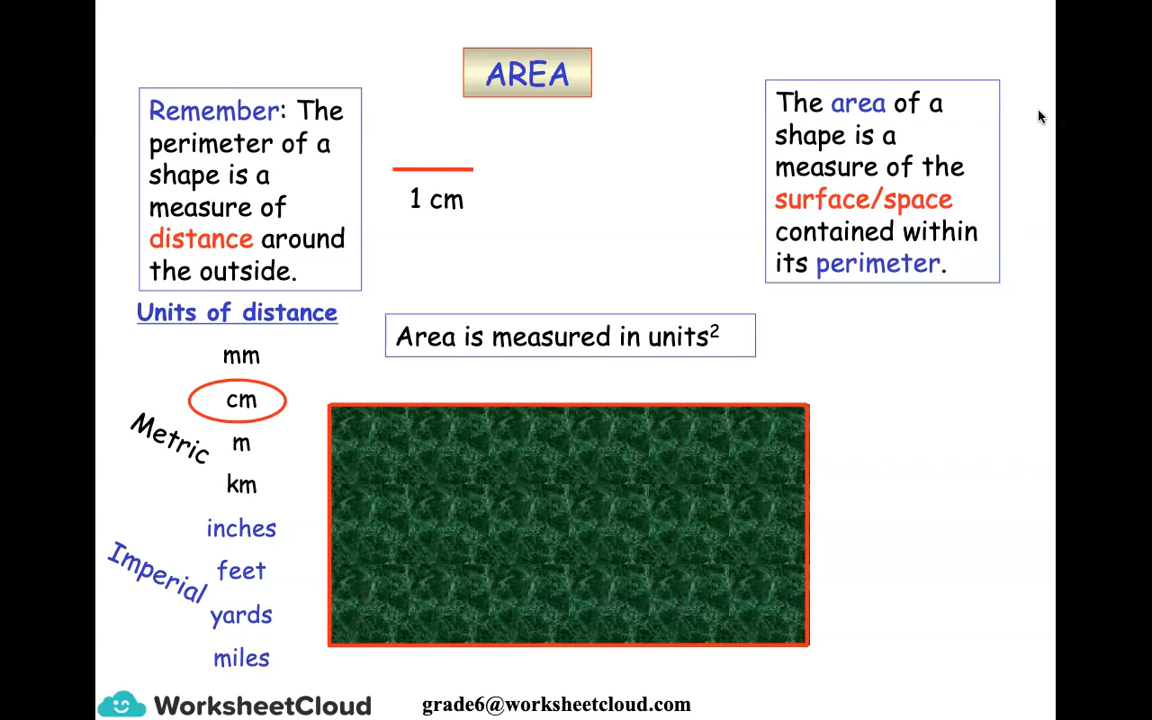 AREA
Remember: The
perimeter of a
shape is a
measure of
distance around
the outside.
1 cm
The area of a
shape is a
measure of the
surface/space
contained within
its perimeter.
Units of distance
Area is measured in units²
mm
cm
Metric
m
km
inches
Imperial
feet
yards
miles
WorksheetCloud
grade6@worksheetcloud.com